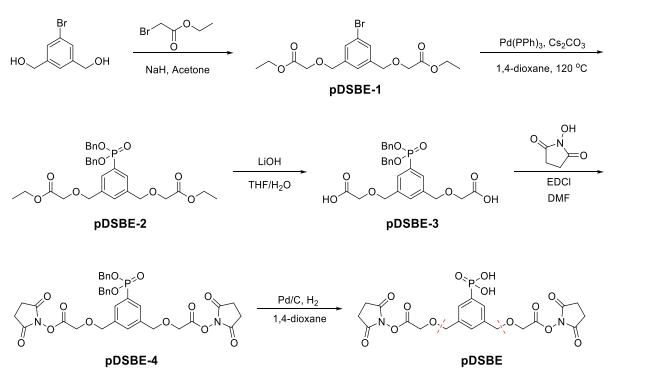 Br
Br
O
O
HO
OH
NaH, Acetone
Br
O
O
O
O
O
O
pDSBE-1
Pd(PPh)3, Cs2CO3
1,4-dioxane, 120 °C
BnO
BnO
P
O
O
O
O
O
O
O
pDSBE-2
LiOH
THF/H2O
BnO
BnO
P
O
O
HO
O
O
O
OH
pDSBE-3
OH
O
N
O
EDCI
DMF
BnO
BnO
P
O
O
N
O
O
O
O
O
O
O
O
N
O
pDSBE-4
Pd/C, H2
1,4-dioxane
O
P
OH
OH
O
N
O
O
O
O
O
O
O
O
N
O
pDSBE